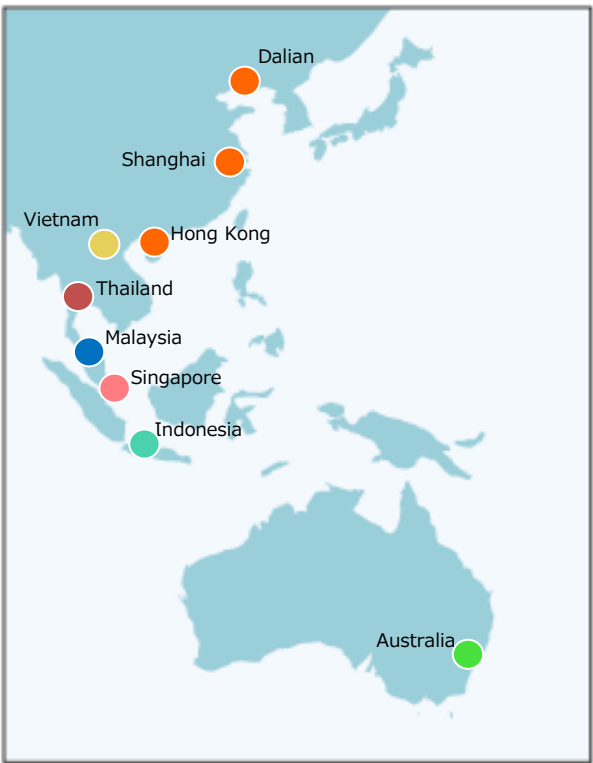 Dalian
Shanghai
Vietnam
Hong Kong
Thailand
Malaysia
Singapore
Indonesia
Australia